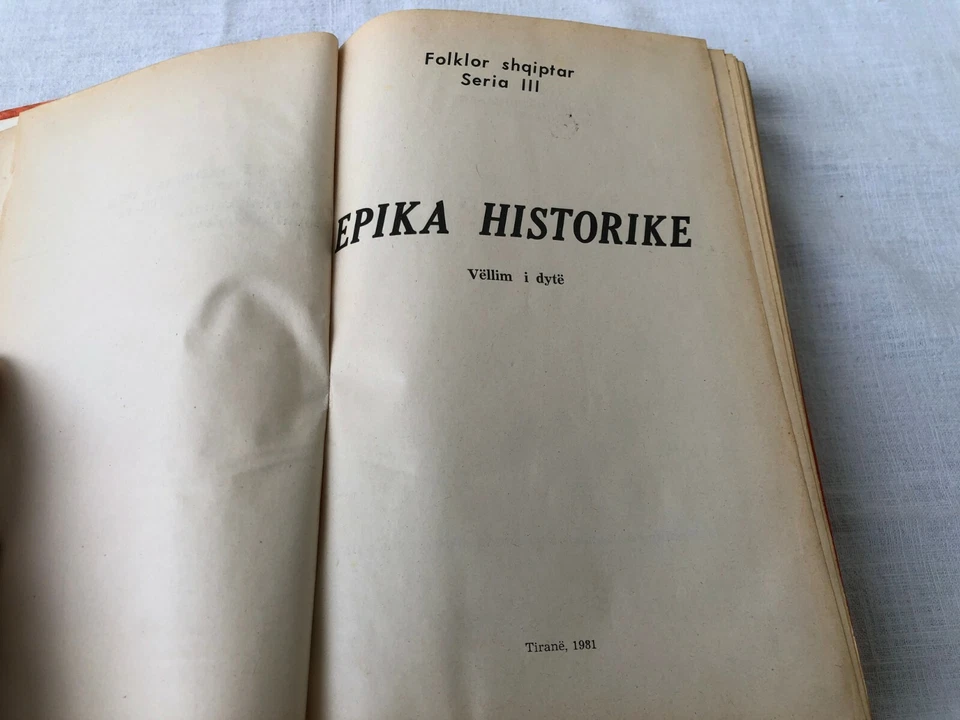 Folklor shqiptar
Seria III
EPIKA HISTORIKE
Vëllim i dytë
Tiranë, 1981